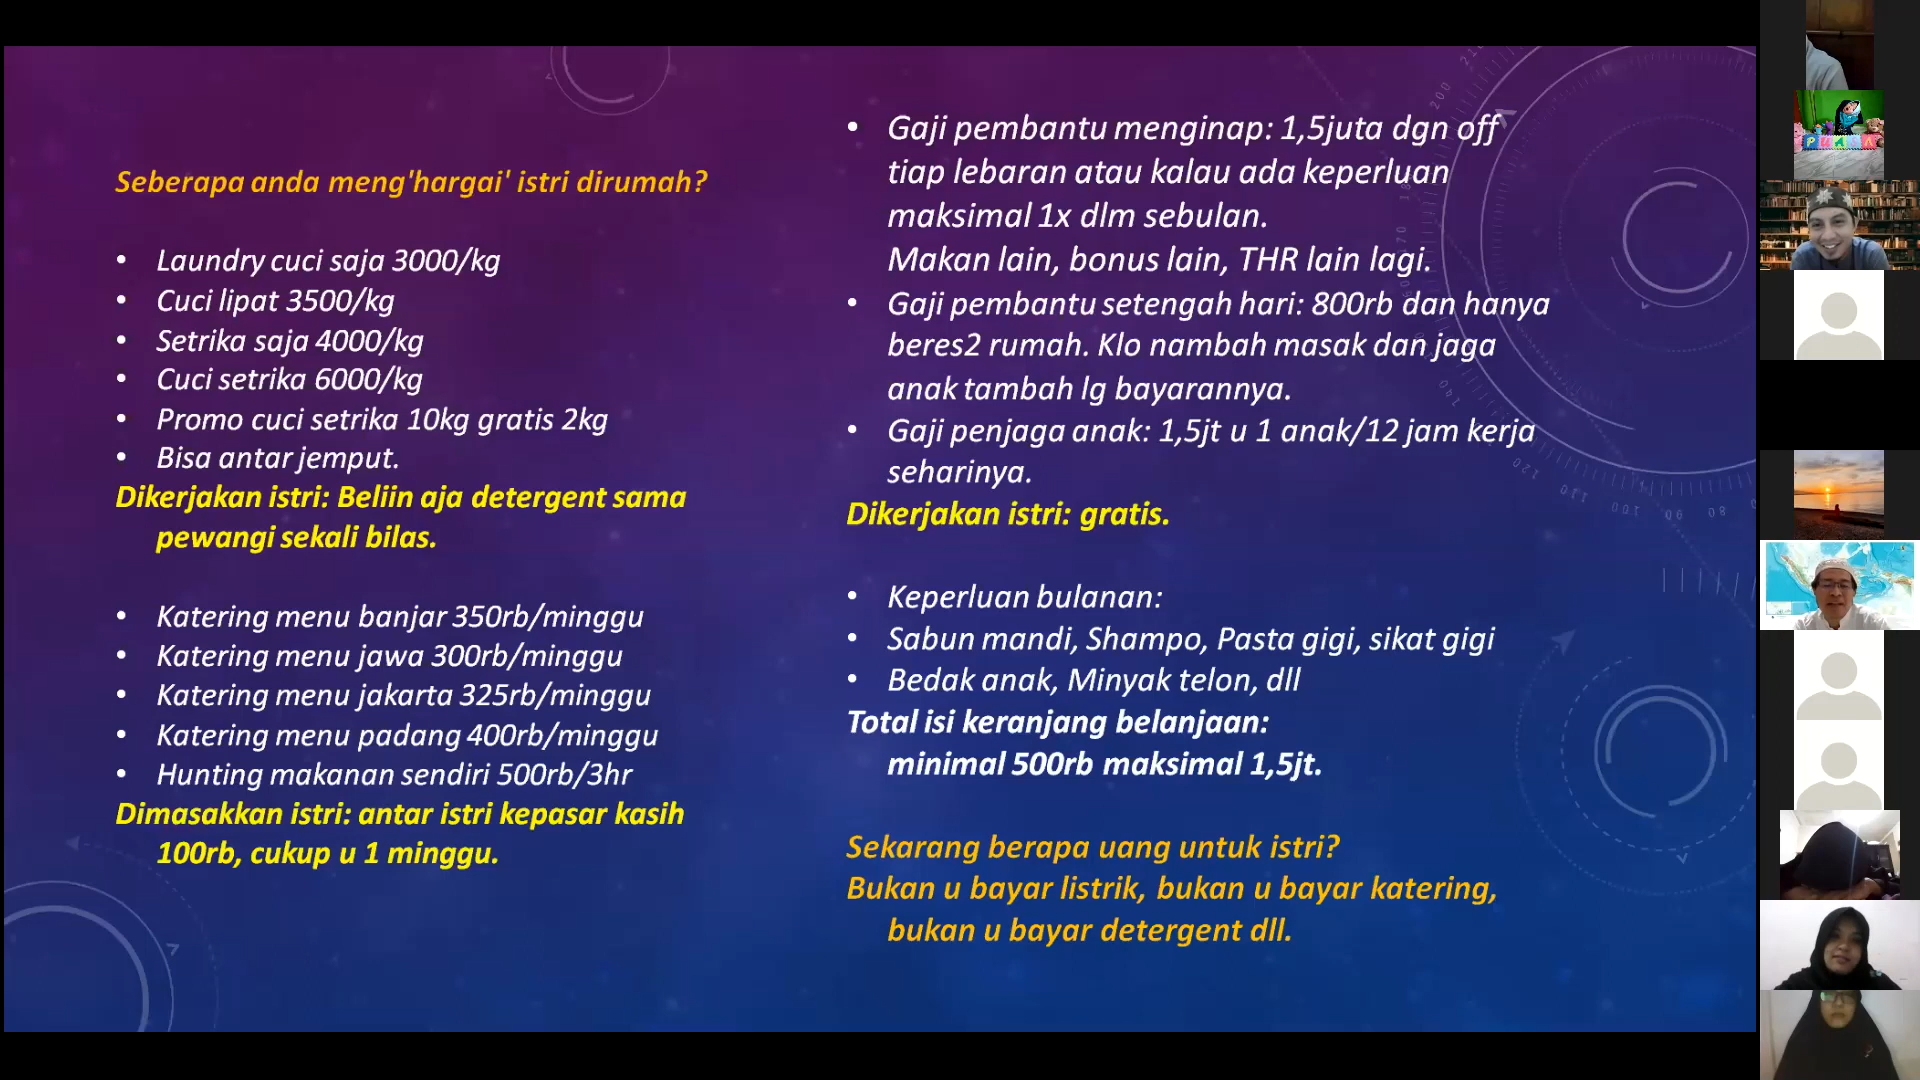 Seberapa anda meng'hargai' istri dirumah?
• Laundry cuci saja 3000/kg
• Cuci lipat 3500/kg
• Setrika saja 4000/kg
• Cuci setrika 6000/kg
• Promo cuci setrika 10kg gratis 2kg
• Bisa antar jemput.
Dikerjakan istri: Beliin aja detergent sama
pewangi sekali bilas.
• Katering menu banjar 350rb/minggu
• Katering menu jawa 300rb/minggu
• Katering menu jakarta 325rb/minggu
• Katering menu padang 400rb/minggu
• Hunting makanan sendiri 500rb/3hr
Dimasakkan istri: antar istri kepasar kasih
100rb, cukup u 1 minggu.
• Gaji pembantu menginap: 1,5juta dgn off
tiap lebaran atau kalau ada keperluan
maksimal 1x dlm sebulan.
Makan lain, bonus lain, THR lain lagi.
• Gaji pembantu setengah hari: 800rb dan hanya
beres2 rumah. Klo nambah masak dan jaga
anak tambah lg bayarannya.
• Gaji penjaga anak: 1,5jt u 1 anak/12 jam kerja
seharinya.
Dikerjakan istri: gratis.
• Keperluan bulanan:
• Sabun mandi, Shampo, Pasta gigi, sikat gigi
• Bedak anak, Minyak telon, dll
Total isi keranjang belanjaan:
minimal 500rb maksimal 1,5jt.
Sekarang berapa uang untuk istri?
Bukan u bayar listrik, bukan u bayar katering,
bukan u bayar detergent dll.